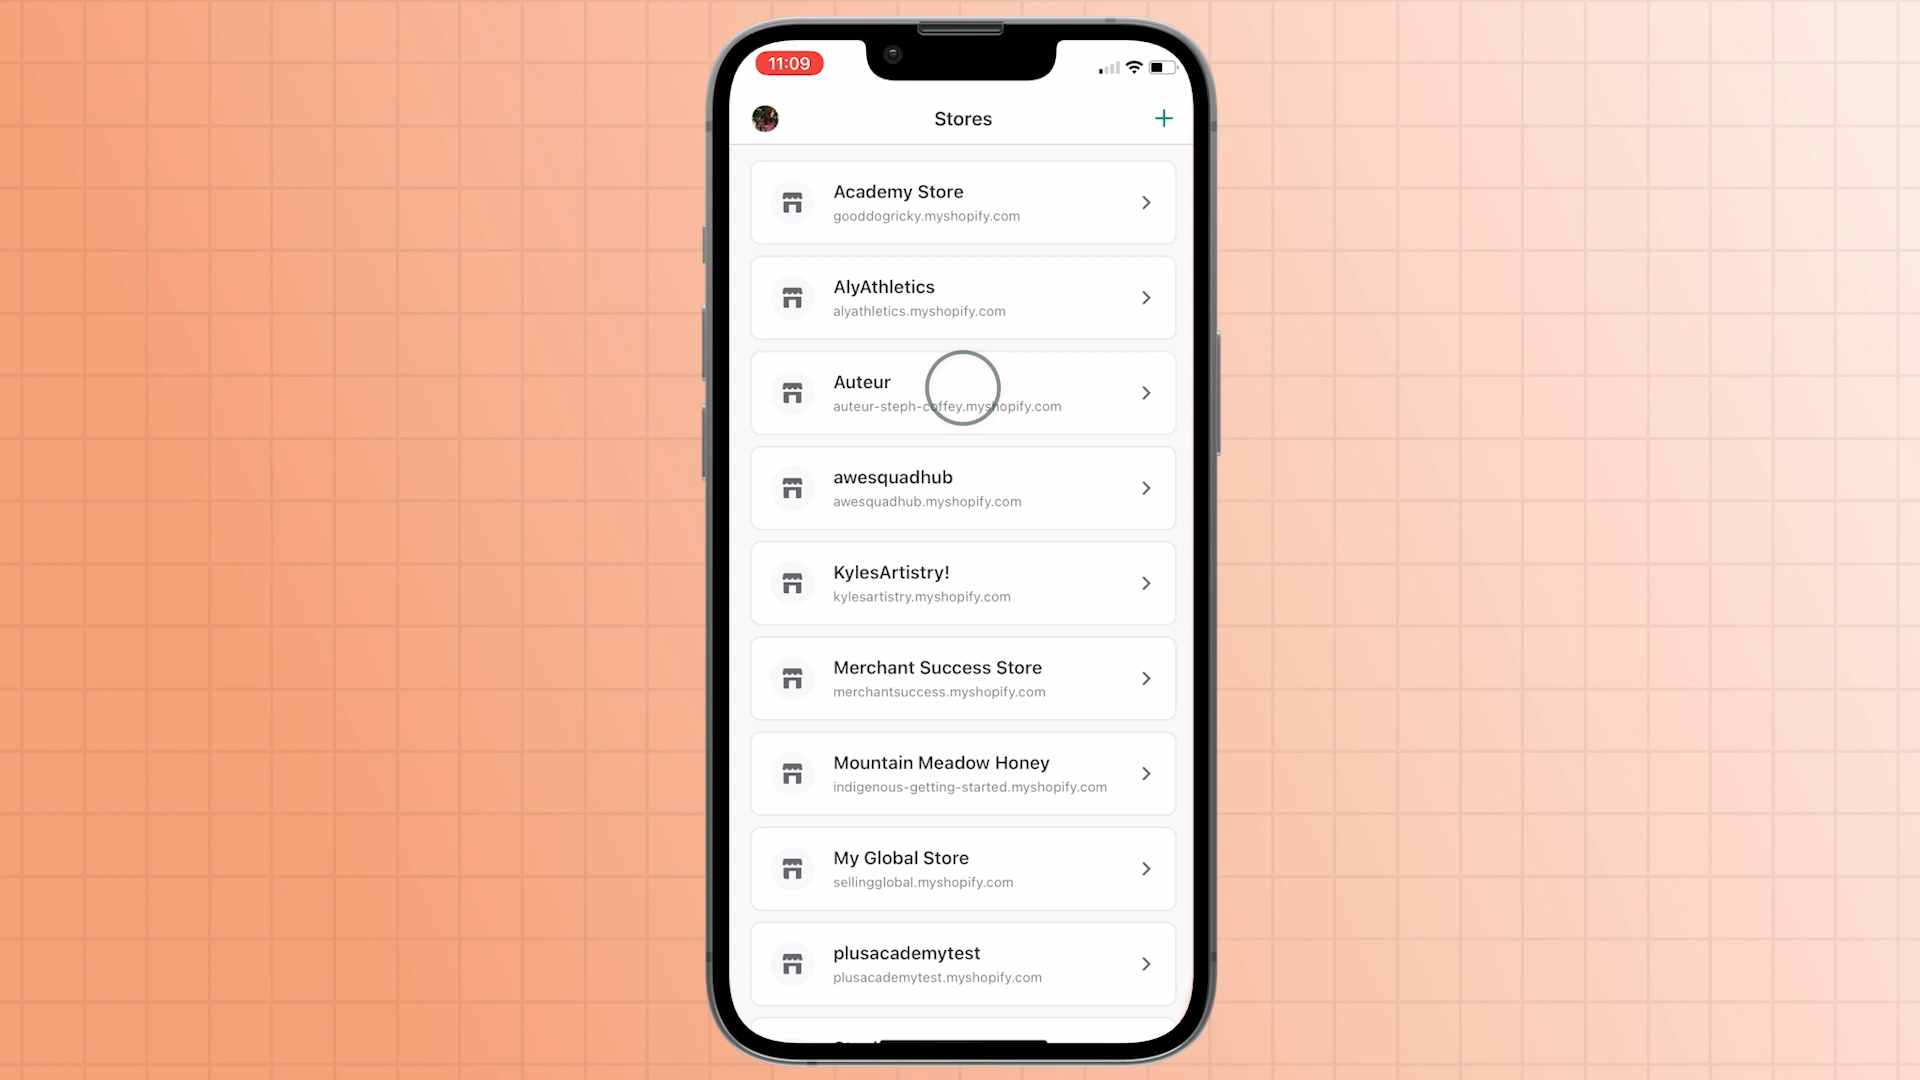 11:09
Stores
Academy Store
gooddogricky.myshopify.com
AlyAthletics
alyathletics.myshopify.com
Auteur
auteur-steph-coffey.myshopify.com
awesquadhub
awesquadhub.myshopify.com
KylesArtistry!
kylesartistry.myshopify.com
Merchant Success Store
merchantsuccess.myshopify.com
Mountain Meadow Honey
indigenous-getting-started.myshopify.com
My Global Store
sellingglobal.myshopify.com
plusacademytest
plusacademytest.myshopify.com